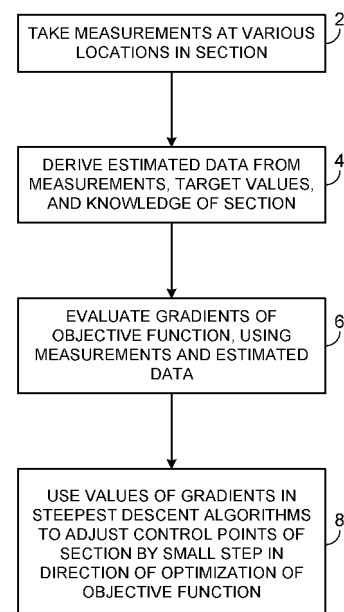 2
TAKE MEASUREMENTS AT VARIOUS
LOCATIONS IN SECTION
4
DERIVE ESTIMATED DATA FROM
MEASUREMENTS, TARGET VALUES,
AND KNOWLEDGE OF SECTION
6
EVALUATE GRADIENTS OF
OBJECTIVE FUNCTION, USING
MEASUREMENTS AND ESTIMATED
DATA
USE VALUES OF GRADIENTS IN
STEEPEST DESCENT ALGORITHMS
TO ADJUST CONTROL POINTS
8
OF SECTION BY SMALL STEP IN
DIRECTION OF OPTIMIZATION OF
OBJECTIVE FUNCTION